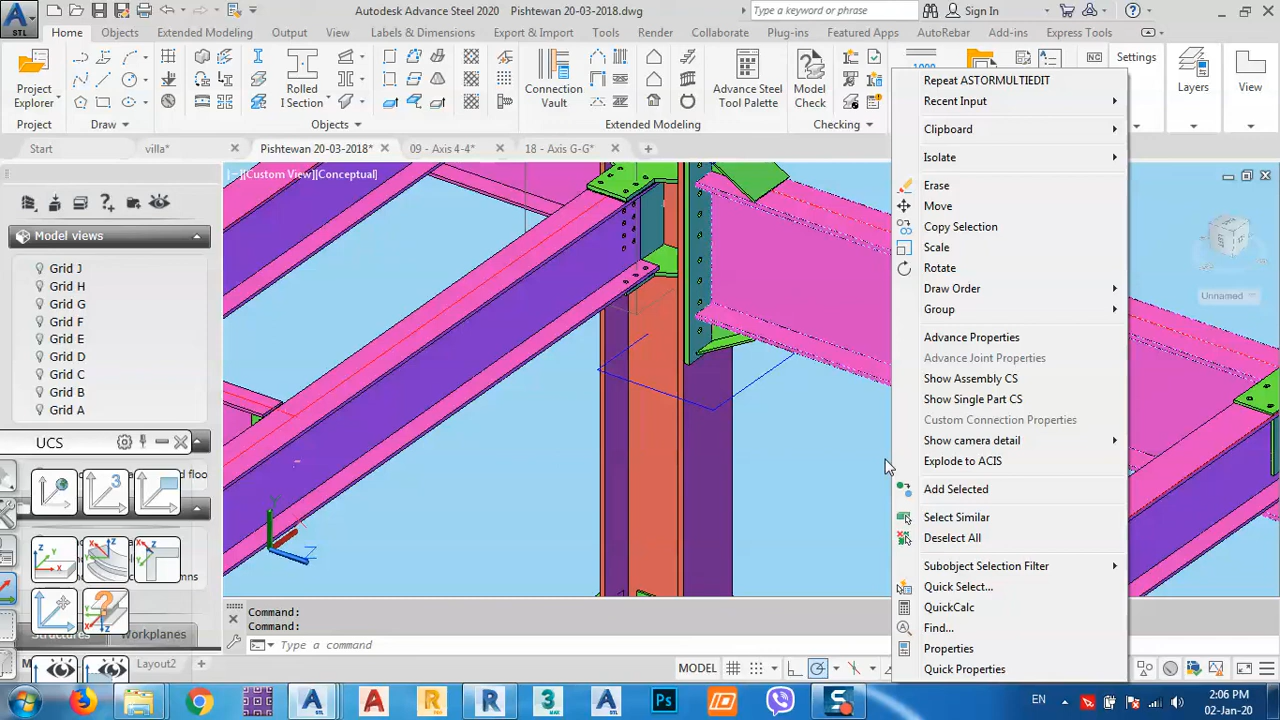 Autodesk Advance Steel 2020 Pishtewan 20-03-2018.dwg Type a keyword or phrase Sign In
STL
Home Objects Extended Modeling Output View Labels & Dimensions Export & Import Tools Render Collaborate Plug-ins Featured Apps AutoRebar Add-ins Express Tools
Project Explorer
Rolled I Section
Connection Vault
Advance Steel Tool Palette
Model Check
NC
Settings
Layers
View
Project Draw Objects Extended Modeling Checking
Start villa* Pishtewan 20-03-2018* 09 - Axis 4-4* 18 - Axis G-G*
[−][Custom View][Conceptual]
Model views
Grid J
Grid H
Grid G
Grid F
Grid E
Grid D
Grid C
Grid B
Grid A
UCS
Workplanes
Layout2
Unnamed
Y
Z
Command:
Command:
Type a command
MODEL
Repeat ASTORMULTIEDIT
Recent Input
Clipboard
Isolate
Erase
Move
Copy Selection
Scale
Rotate
Draw Order
Group
Advance Properties
Advance Joint Properties
Show Assembly CS
Show Single Part CS
Custom Connection Properties
Show camera detail
Explode to ACIS
Add Selected
Select Similar
Deselect All
Subobject Selection Filter
Quick Select...
QuickCalc
Find...
Properties
Quick Properties
EN
2:06 PM
02-Jan-20